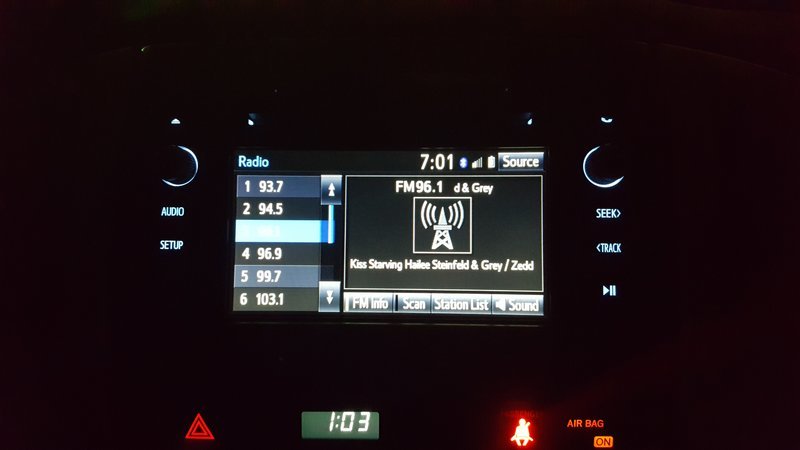 Radio
7:01
Source
1 93.7
2 94.5
4 96.9
5 99.7
6 103.1
FM96.1 d & Grey
Kiss Starving Hailee Steinfeld & Grey / Zedd
FM Info
Scan
Station List
Sound
AUDIO
SETUP
SEEK>
<TRACK
1:03
AIR BAG
ON